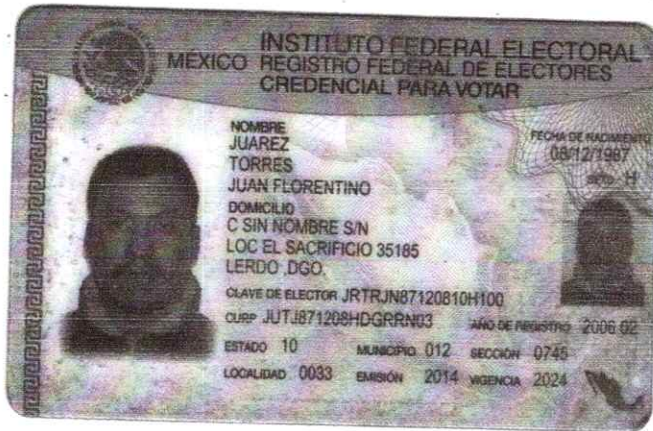 INSTITUTO FEDERAL ELECTORAL
MÉXICO REGISTRO FEDERAL DE ELECTORES
CREDENCIAL PARA VOTAR
NOMBRE
JUAREZ
TORRES
JUAN FLORENTINO
FECHA DE NACIMIENTO
08/12/1987
SEXO H
DOMICILIO
C SIN NOMBRE S/N
LOC EL SACRIFICIO 35185
LERDO ,DGO.
CLAVE DE ELECTOR JRTRJN87120810H100
CURP JUTJ871208HDGRRN03 AÑO DE REGISTRO 2006 02
ESTADO 10 MUNICIPIO 012 SECCIÓN 0745
LOCALIDAD 0033 EMISIÓN 2014 VIGENCIA 2024